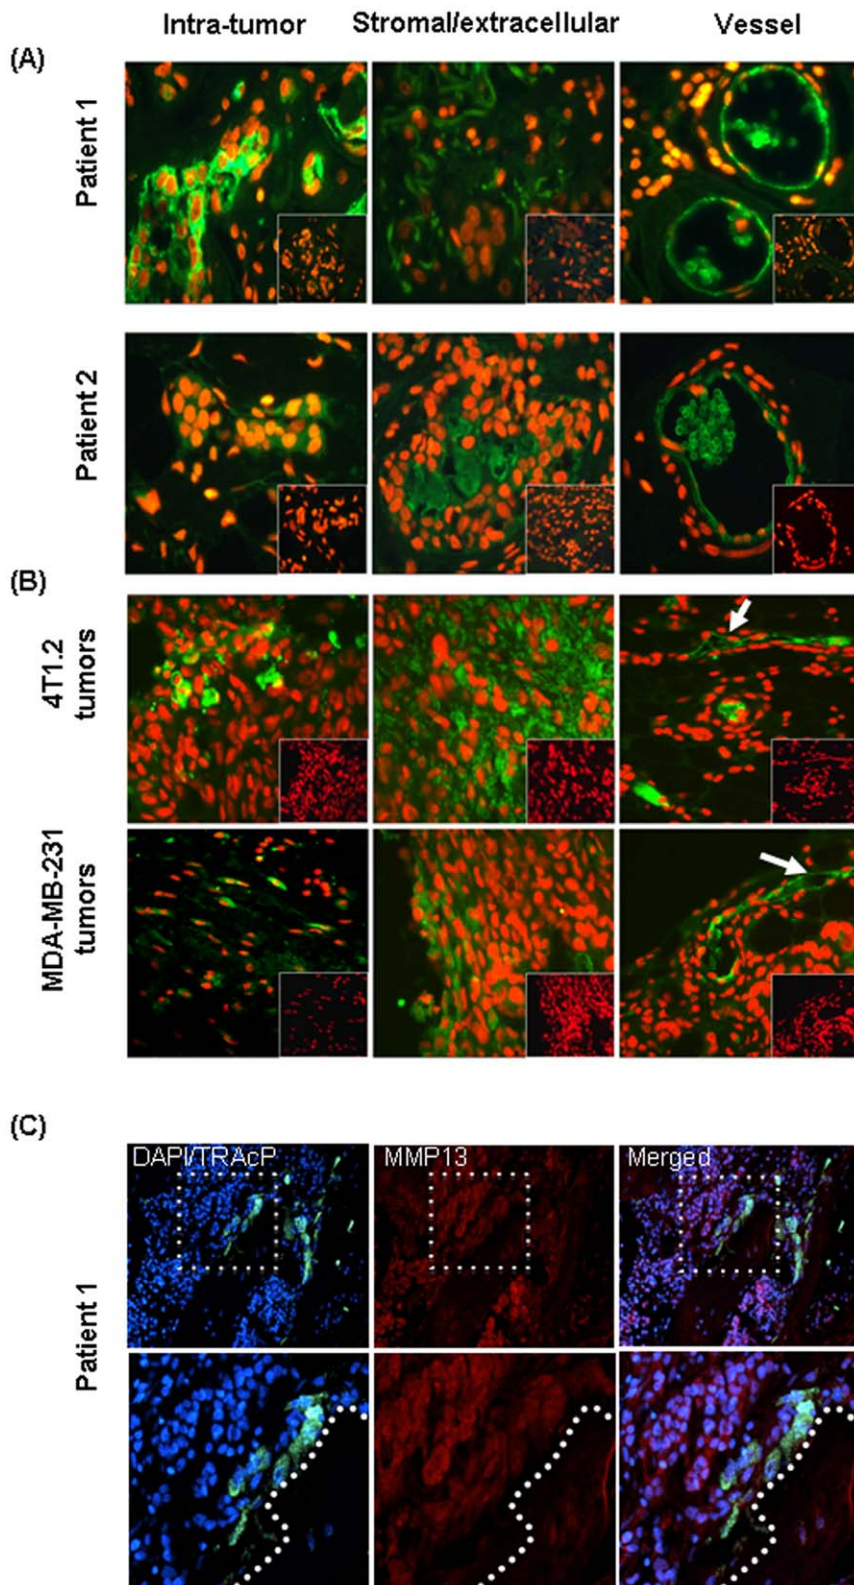 Intra-tumor Stromal/extracellular Vessel
(A)
Patient 1
Patient 2
(B)
4T1.2
tumors
MDA-MB-231
tumors
(C)
DAPI/TRAcP MMP13 Merged
Patient 1